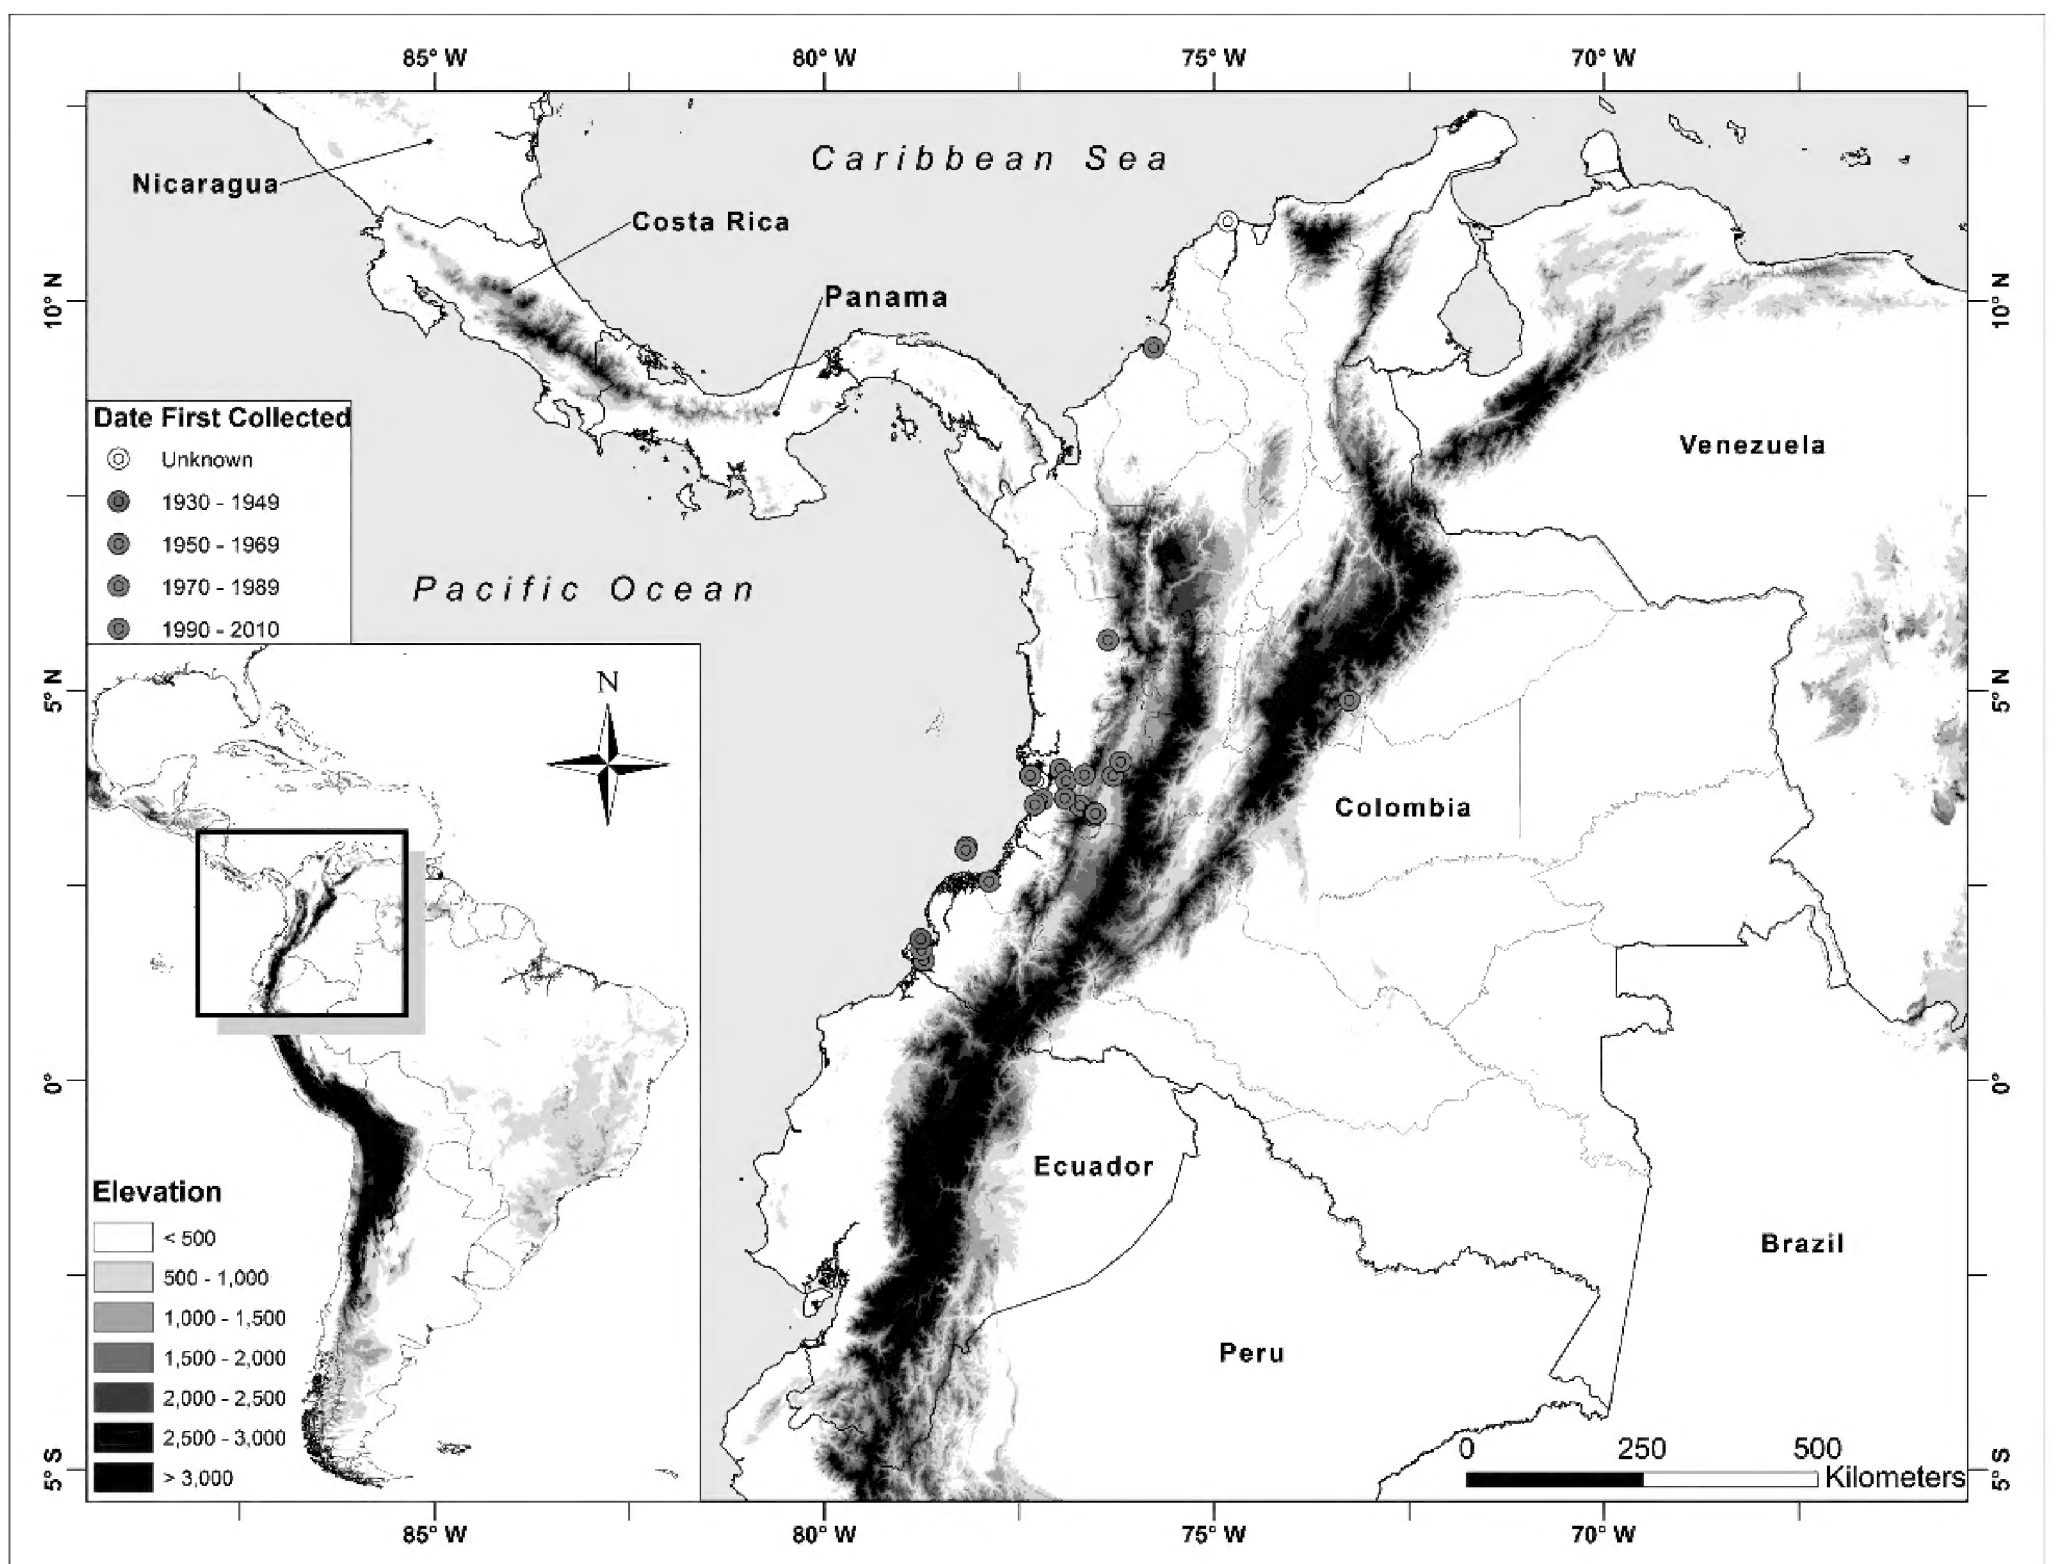 85° W 80° W 75° W 70° W
Caribbean Sea
Nicaragua
Costa Rica
Panama
10° N
10° N
Date First Collected
Unknown
1930 - 1949
1950 - 1969
1970 - 1989
1990 - 2010
Venezuela
Pacific Ocean
5° N
5° N
N
Colombia
0°
0°
Ecuador
Brazil
Peru
Elevation
< 500
500 - 1,000
1,000 - 1,500
1,500 - 2,000
2,000 - 2,500
2,500 - 3,000
> 3,000
0 250 500
Kilometers
5° S
5° S
85° W 80° W 75° W 70° W